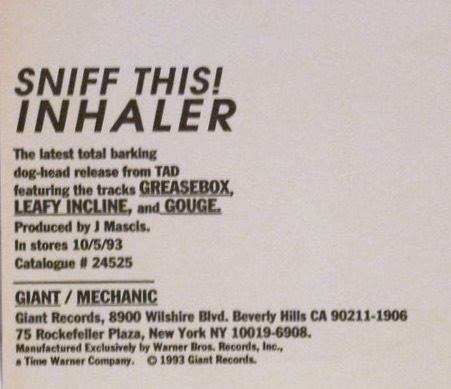 SNIFF THIS!
INHALER
The latest total barking
dog-head release from TAD
featuring the tracks GREASEBOX,
LEAFY INCLINE, and GOUGE.
Produced by J Mascis.
In stores 10/5/93
Catalogue # 24525
GIANT / MECHANIC
Giant Records, 8900 Wilshire Blvd. Beverly Hills CA 90211-1906
75 Rockefeller Plaza, New York NY 10019-6908.
Manufactured Exclusively by Warner Bros. Records, Inc.,
a Time Warner Company. © 1993 Giant Records.